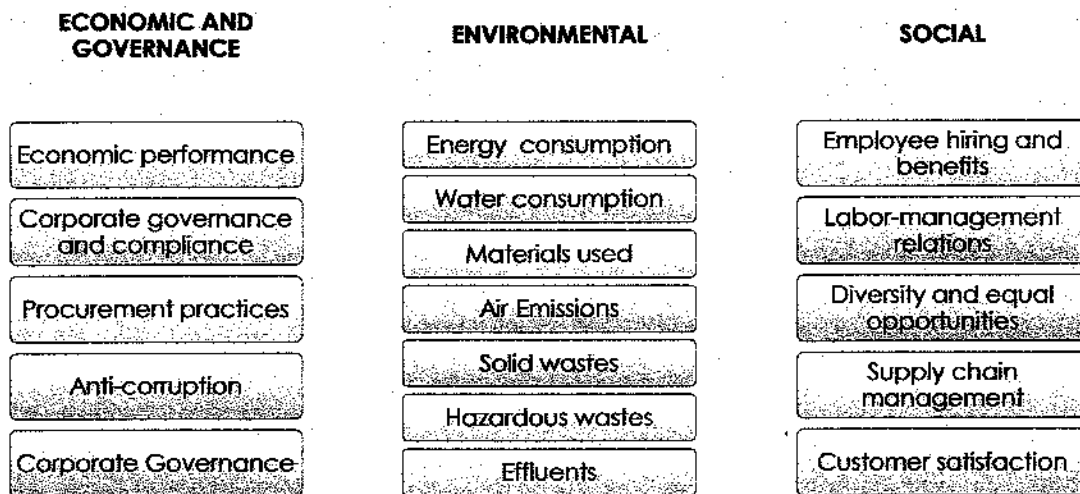 ECONOMIC AND
GOVERNANCE
Economic performance
Corporate governance
and compliance
Procurement practices
Anti-corruption
Corporate Governance
ENVIRONMENTAL
Energy consumption
Water consumption
Materials used
Air Emissions
Solid wastes
Hazardous wastes
Effluents
SOCIAL
Employee hiring and
benefits
Labor-management
relations
Diversity and equal
opportunities
Supply chain
management
Customer satisfaction